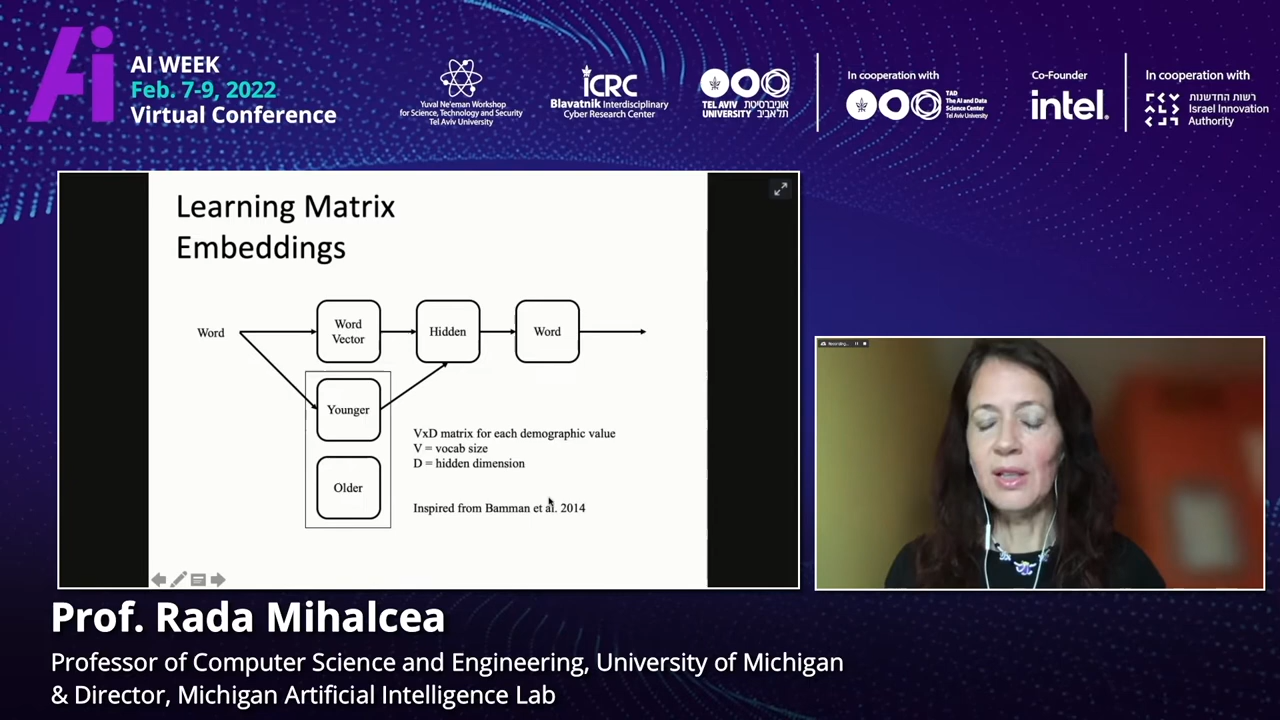 AI WEEK
Feb. 7-9, 2022
Virtual Conference
Yuval Ne'eman Workshop
for Science, Technology and Security
Tel Aviv University
iCRC
Blavatnik Interdisciplinary
Cyber Research Center
TEL AVIV אוניברסיטת
UNIVERSITY תל אביב
In cooperation with
TAD
The AI and Data
Science Center
Tel Aviv University
Co-Founder
intel.
In cooperation with
רשות החדשנות
Israel Innovation
Authority
Learning Matrix
Embeddings
Word
Word
Vector
Hidden
Word
Younger
Older
VxD matrix for each demographic value
V = vocab size
D = hidden dimension
Inspired from Bamman et al. 2014
Recording...
Prof. Rada Mihalcea
Professor of Computer Science and Engineering, University of Michigan
& Director, Michigan Artificial Intelligence Lab